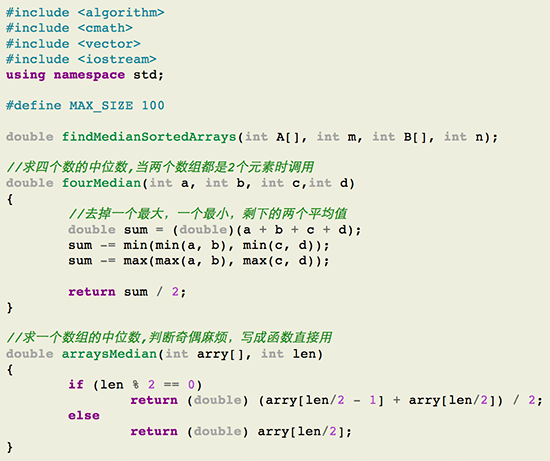 #include <algorithm>
#include <cmath>
#include <vector>
#include <iostream>
using namespace std;
#define MAX_SIZE 100
double findMedianSortedArrays(int A[], int m, int B[], int n);
//求四个数的中位数,当两个数组都是2个元素时调用
double fourMedian(int a, int b, int c,int d)
{
//去掉一个最大，一个最小，剩下的两个平均值
double sum = (double)(a + b + c + d);
sum -= min(min(a, b), min(c, d));
sum -= max(max(a, b), max(c, d));
return sum / 2;
}
//求一个数组的中位数,判断奇偶麻烦，写成函数直接用
double arraysMedian(int arry[], int len)
{
if (len % 2 == 0)
return (double) (arry[len/2 - 1] + arry[len/2]) / 2;
else
return (double) arry[len/2];
}